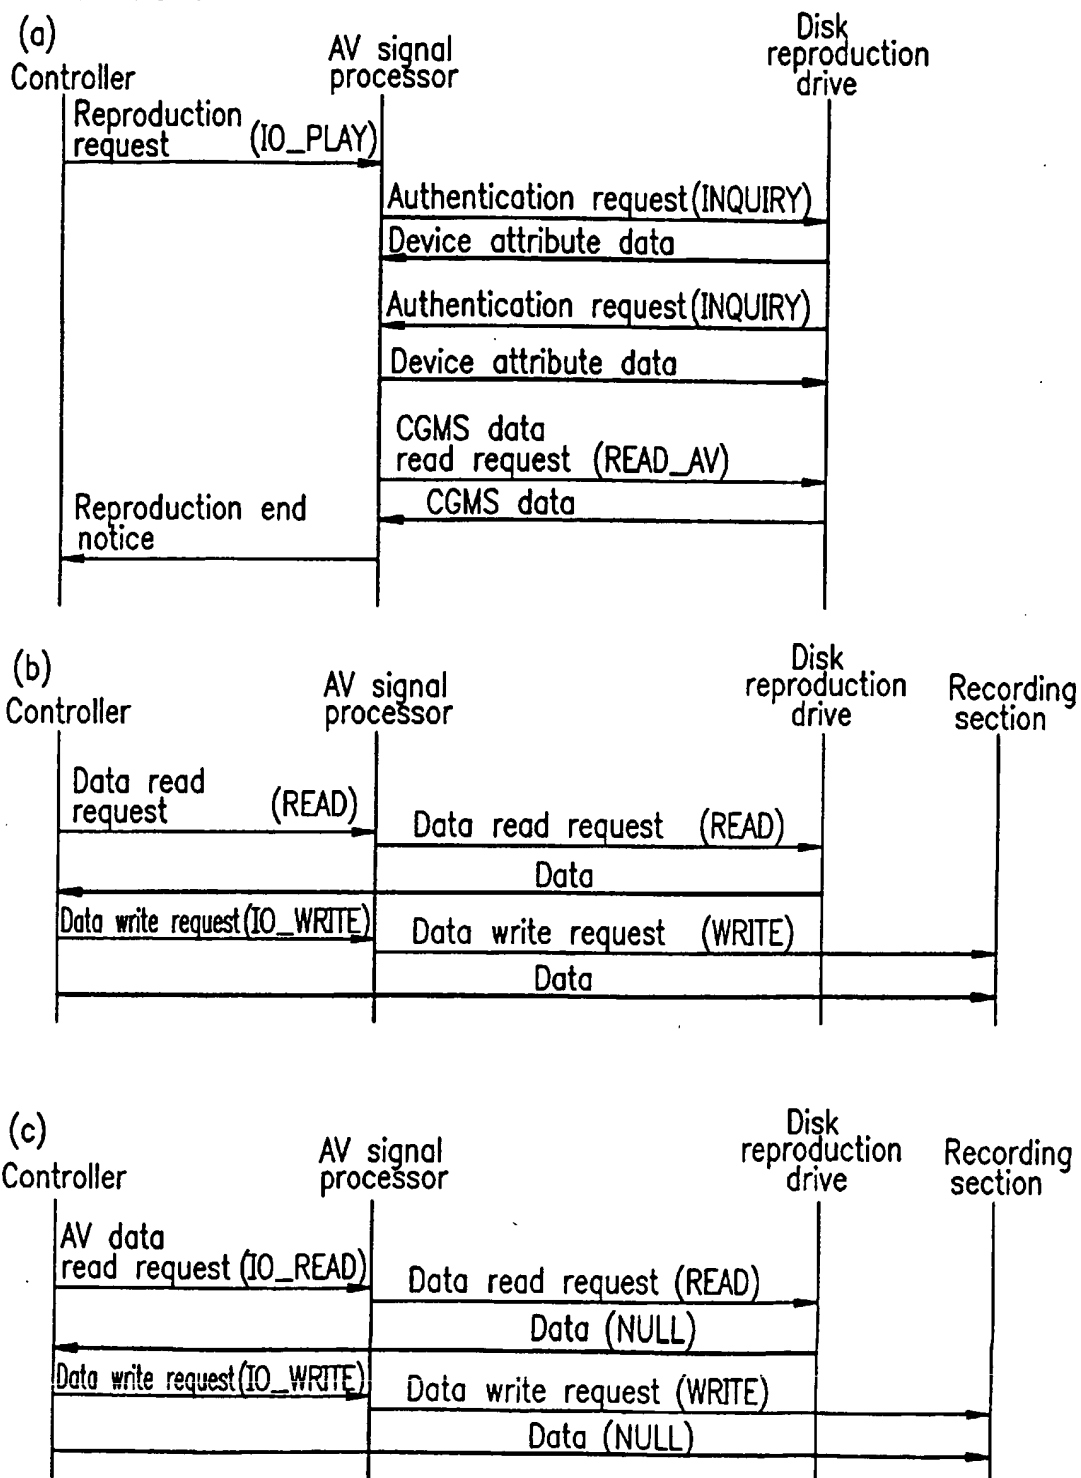 (a)
Controller
AV signal
processor
Disk
reproduction
drive
Reproduction
request (IO_PLAY)
Authentication request(INQUIRY)
Device attribute data
Authentication request(INQUIRY)
Device attribute data
CGMS data
read request (READ_AV)
CGMS data
Reproduction end
notice
(b)
Controller
AV signal
processor
Disk
reproduction
drive
Recording
section
Data read
request (READ)
Data read request (READ)
Data
Data write request(IO_WRITE)
Data write request (WRITE)
Data
(c)
Controller
AV signal
processor
Disk
reproduction
drive
Recording
section
AV data
read request(IO_READ)
Data read request (READ)
Data (NULL)
Data write request(IO_WRITE)
Data write request (WRITE)
Data (NULL)